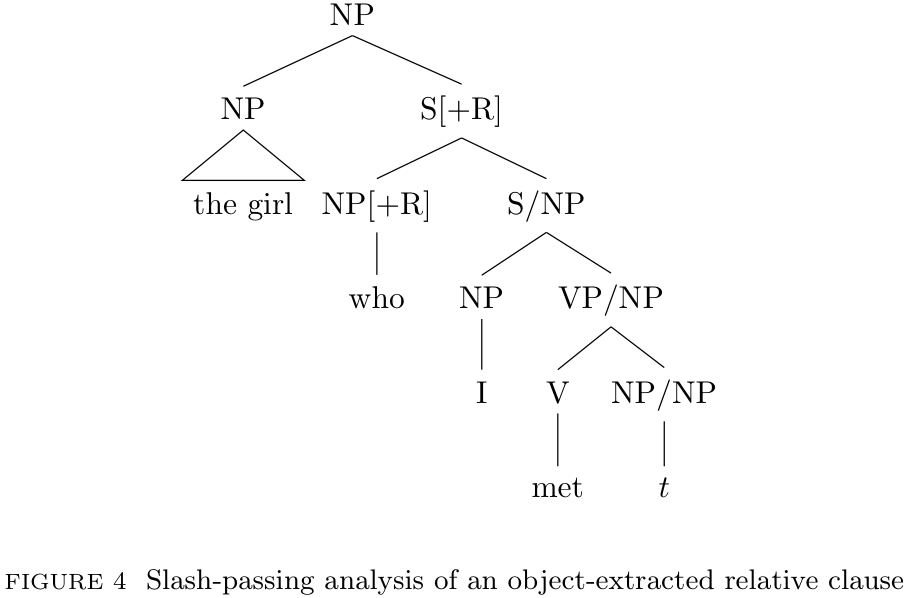 NP
NP S[+R]
the girl NP[+R] S/NP
who NP VP/NP
I V NP/NP
met t
FIGURE 4 Slash-passing analysis of an object-extracted relative clause